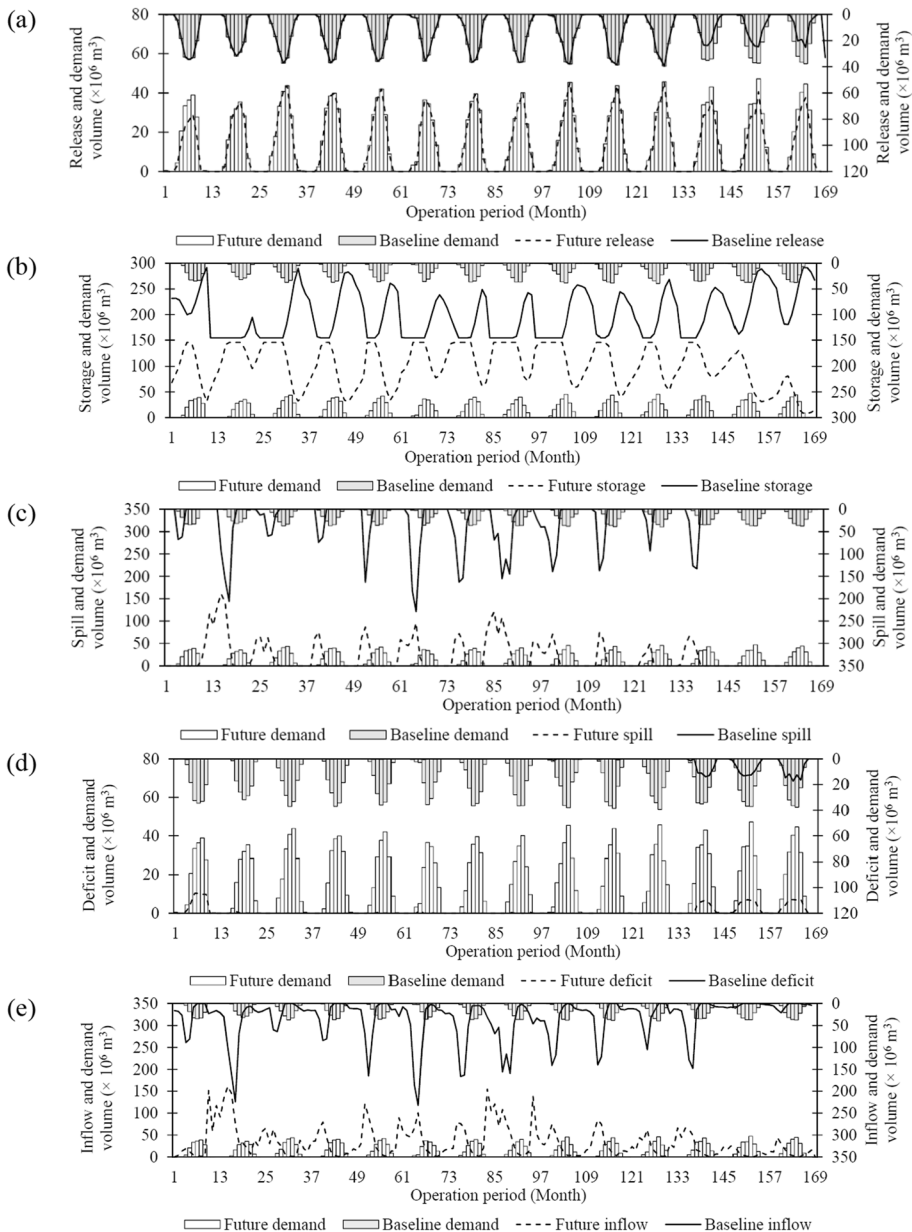 (a)
Release and demand
volume (×10⁶ m³)
80
60
40
20
0
0
20
40
60
80
100
120
Release and demand
volume (×10⁶ m³)
1 13 25 37 49 61 73 85 97 109 121 133 145 157 169
Operation period (Month)
Future demand Baseline demand Future release Baseline release
(b)
Storage and demand
volume (×10⁶ m³)
300
250
200
150
100
50
0
0
50
100
150
200
250
300
Storage and demand
volume (×10⁶ m³)
1 13 25 37 49 61 73 85 97 109 121 133 145 157 169
Operation period (Month)
Future demand Baseline demand Future storage Baseline storage
(c)
Spill and demand
volume (×10⁶ m³)
350
300
250
200
150
100
50
0
0
50
100
150
200
250
300
350
Spill and demand
volume (×10⁶ m³)
1 13 25 37 49 61 73 85 97 109 121 133 145 157 169
Operation period (Month)
Future demand Baseline demand Future spill Baseline spill
(d)
Deficit and demand
volume (×10⁶ m³)
80
60
40
20
0
0
20
40
60
80
100
120
Deficit and demand
volume (×10⁶ m³)
1 13 25 37 49 61 73 85 97 109 121 133 145 157 169
Operation period (Month)
Future demand Baseline demand Future deficit Baseline deficit
(e)
Inflow and demand
volume (× 10⁶ m³)
350
300
250
200
150
100
50
0
0
50
100
150
200
250
300
350
Inflow and demand
volume (× 10⁶ m³)
1 13 25 37 49 61 73 85 97 109 121 133 145 157 169
Operation period (Month)
Future demand Baseline demand Future inflow Baseline inflow